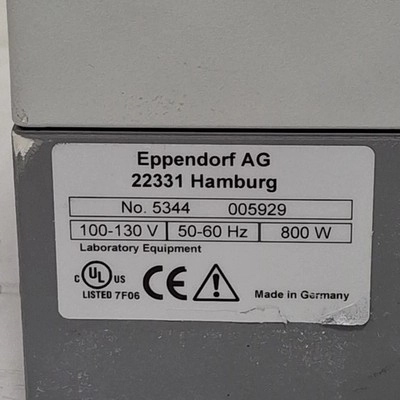 Eppendorf AG
22331 Hamburg
No. 5344 005929
100-130 V 50-60 Hz 800 W
Laboratory Equipment
C UL US CE
LISTED 7F06 Made in Germany